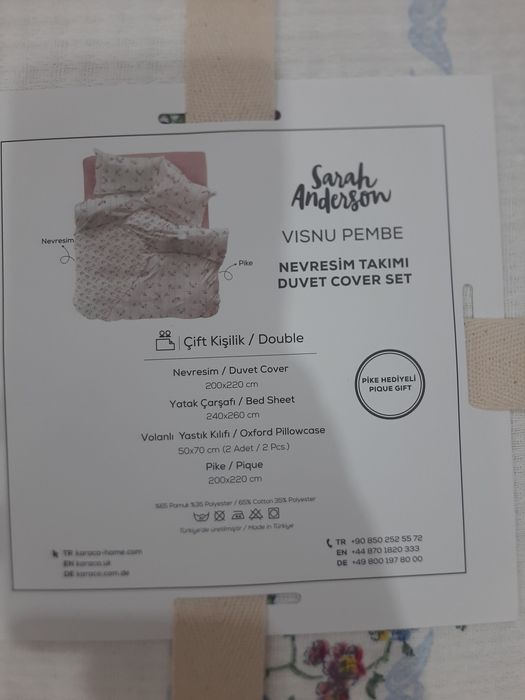 Sarah
Anderson
VISNU PEMBE
NEVRESİM TAKIMI
DUVET COVER SET
Nevresim
Pike
Çift Kişilik / Double
Nevresim / Duvet Cover
200x220 cm
Yatak Çarşafı / Bed Sheet
240x260 cm
Volanlı Yastık Kılıfı / Oxford Pillowcase
50x70 cm (2 Adet / 2 Pcs.)
Pike / Pique
200x220 cm
PİKE HEDİYELİ
PIQUE GIFT
%65 Pamuk %35 Polyester / 65% Cotton 35% Polyester
Türkiye'de üretilmiştir / Made in Türkiye
TR karaca-home.com
EN karaca.uk
DE karaca.com.de
TR +90 850 252 55 72
EN +44 870 1820 333
DE +49 800 197 80 00